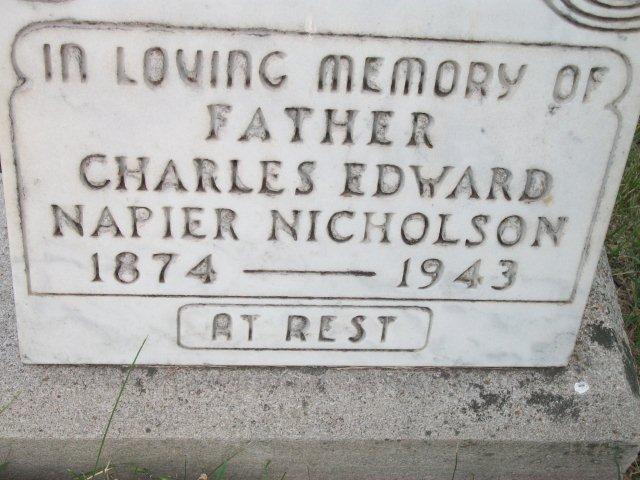 IN LOVING MEMORY OF
FATHER
CHARLES EDWARD
NAPIER NICHOLSON
1874 — 1943
AT REST